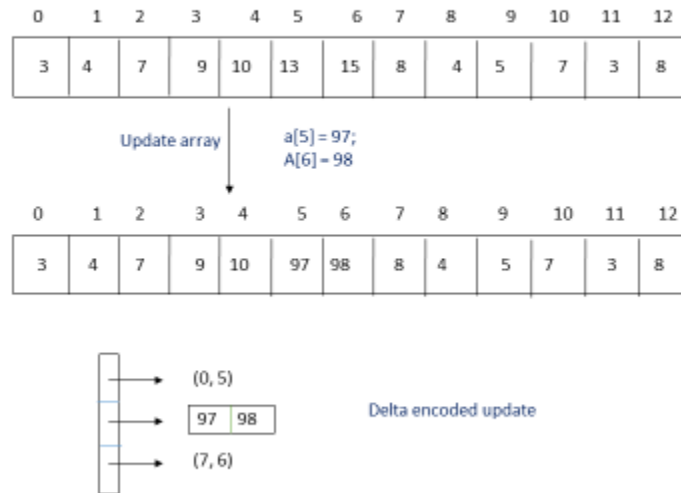 0 1 2 3 4 5 6 7 8 9 10 11 12
3 4 7 9 10 13 15 8 4 5 7 3 8
Update array
a[5] = 97;
A[6] = 98
0 1 2 3 4 5 6 7 8 9 10 11 12
3 4 7 9 10 97 98 8 4 5 7 3 8
(0, 5)
97 98
Delta encoded update
(7, 6)